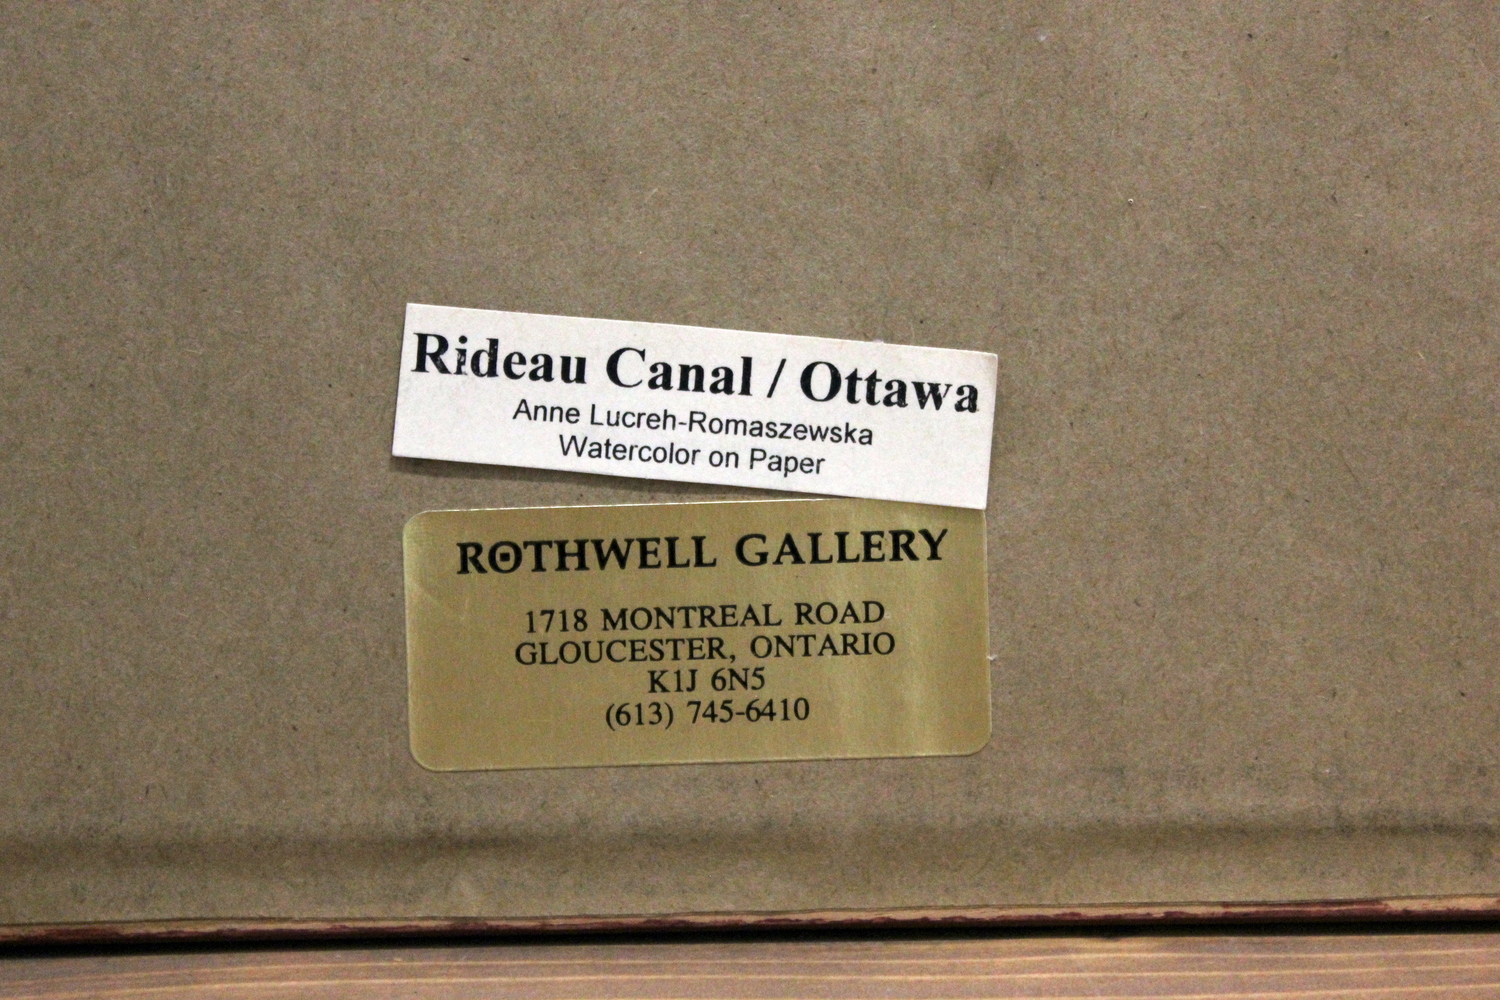 Rideau Canal / Ottawa
Anne Lucreh-Romaszewska
Watercolor on Paper
ROTHWELL GALLERY
1718 MONTREAL ROAD
GLOUCESTER, ONTARIO
K1J 6N5
(613) 745-6410